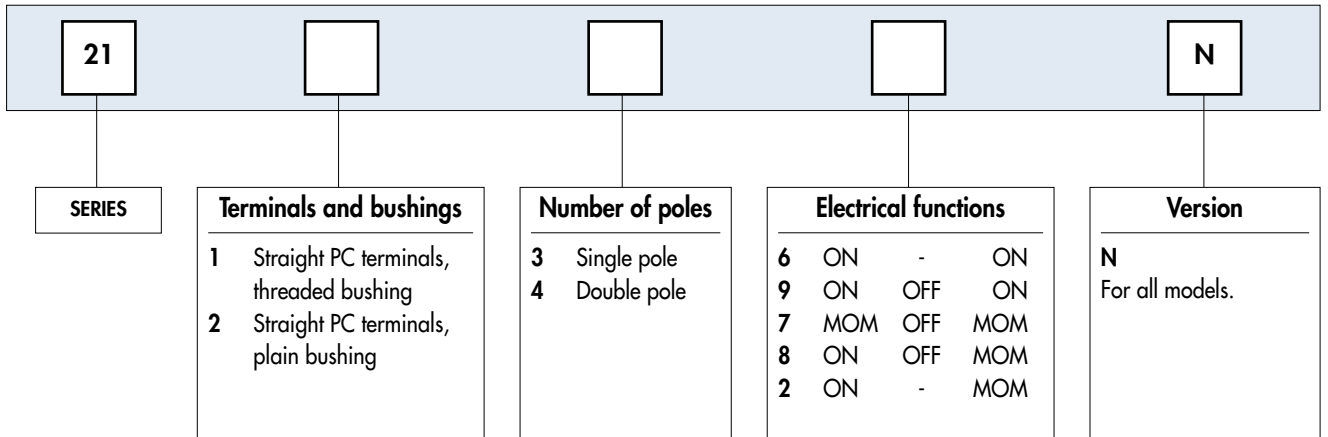 21 N
SERIES
Terminals and bushings
1 Straight PC terminals,
threaded bushing
2 Straight PC terminals,
plain bushing
Number of poles
3 Single pole
4 Double pole
Electrical functions
6 ON - ON
9 ON OFF ON
7 MOM OFF MOM
8 ON OFF MOM
2 ON - MOM
Version
N
For all models.